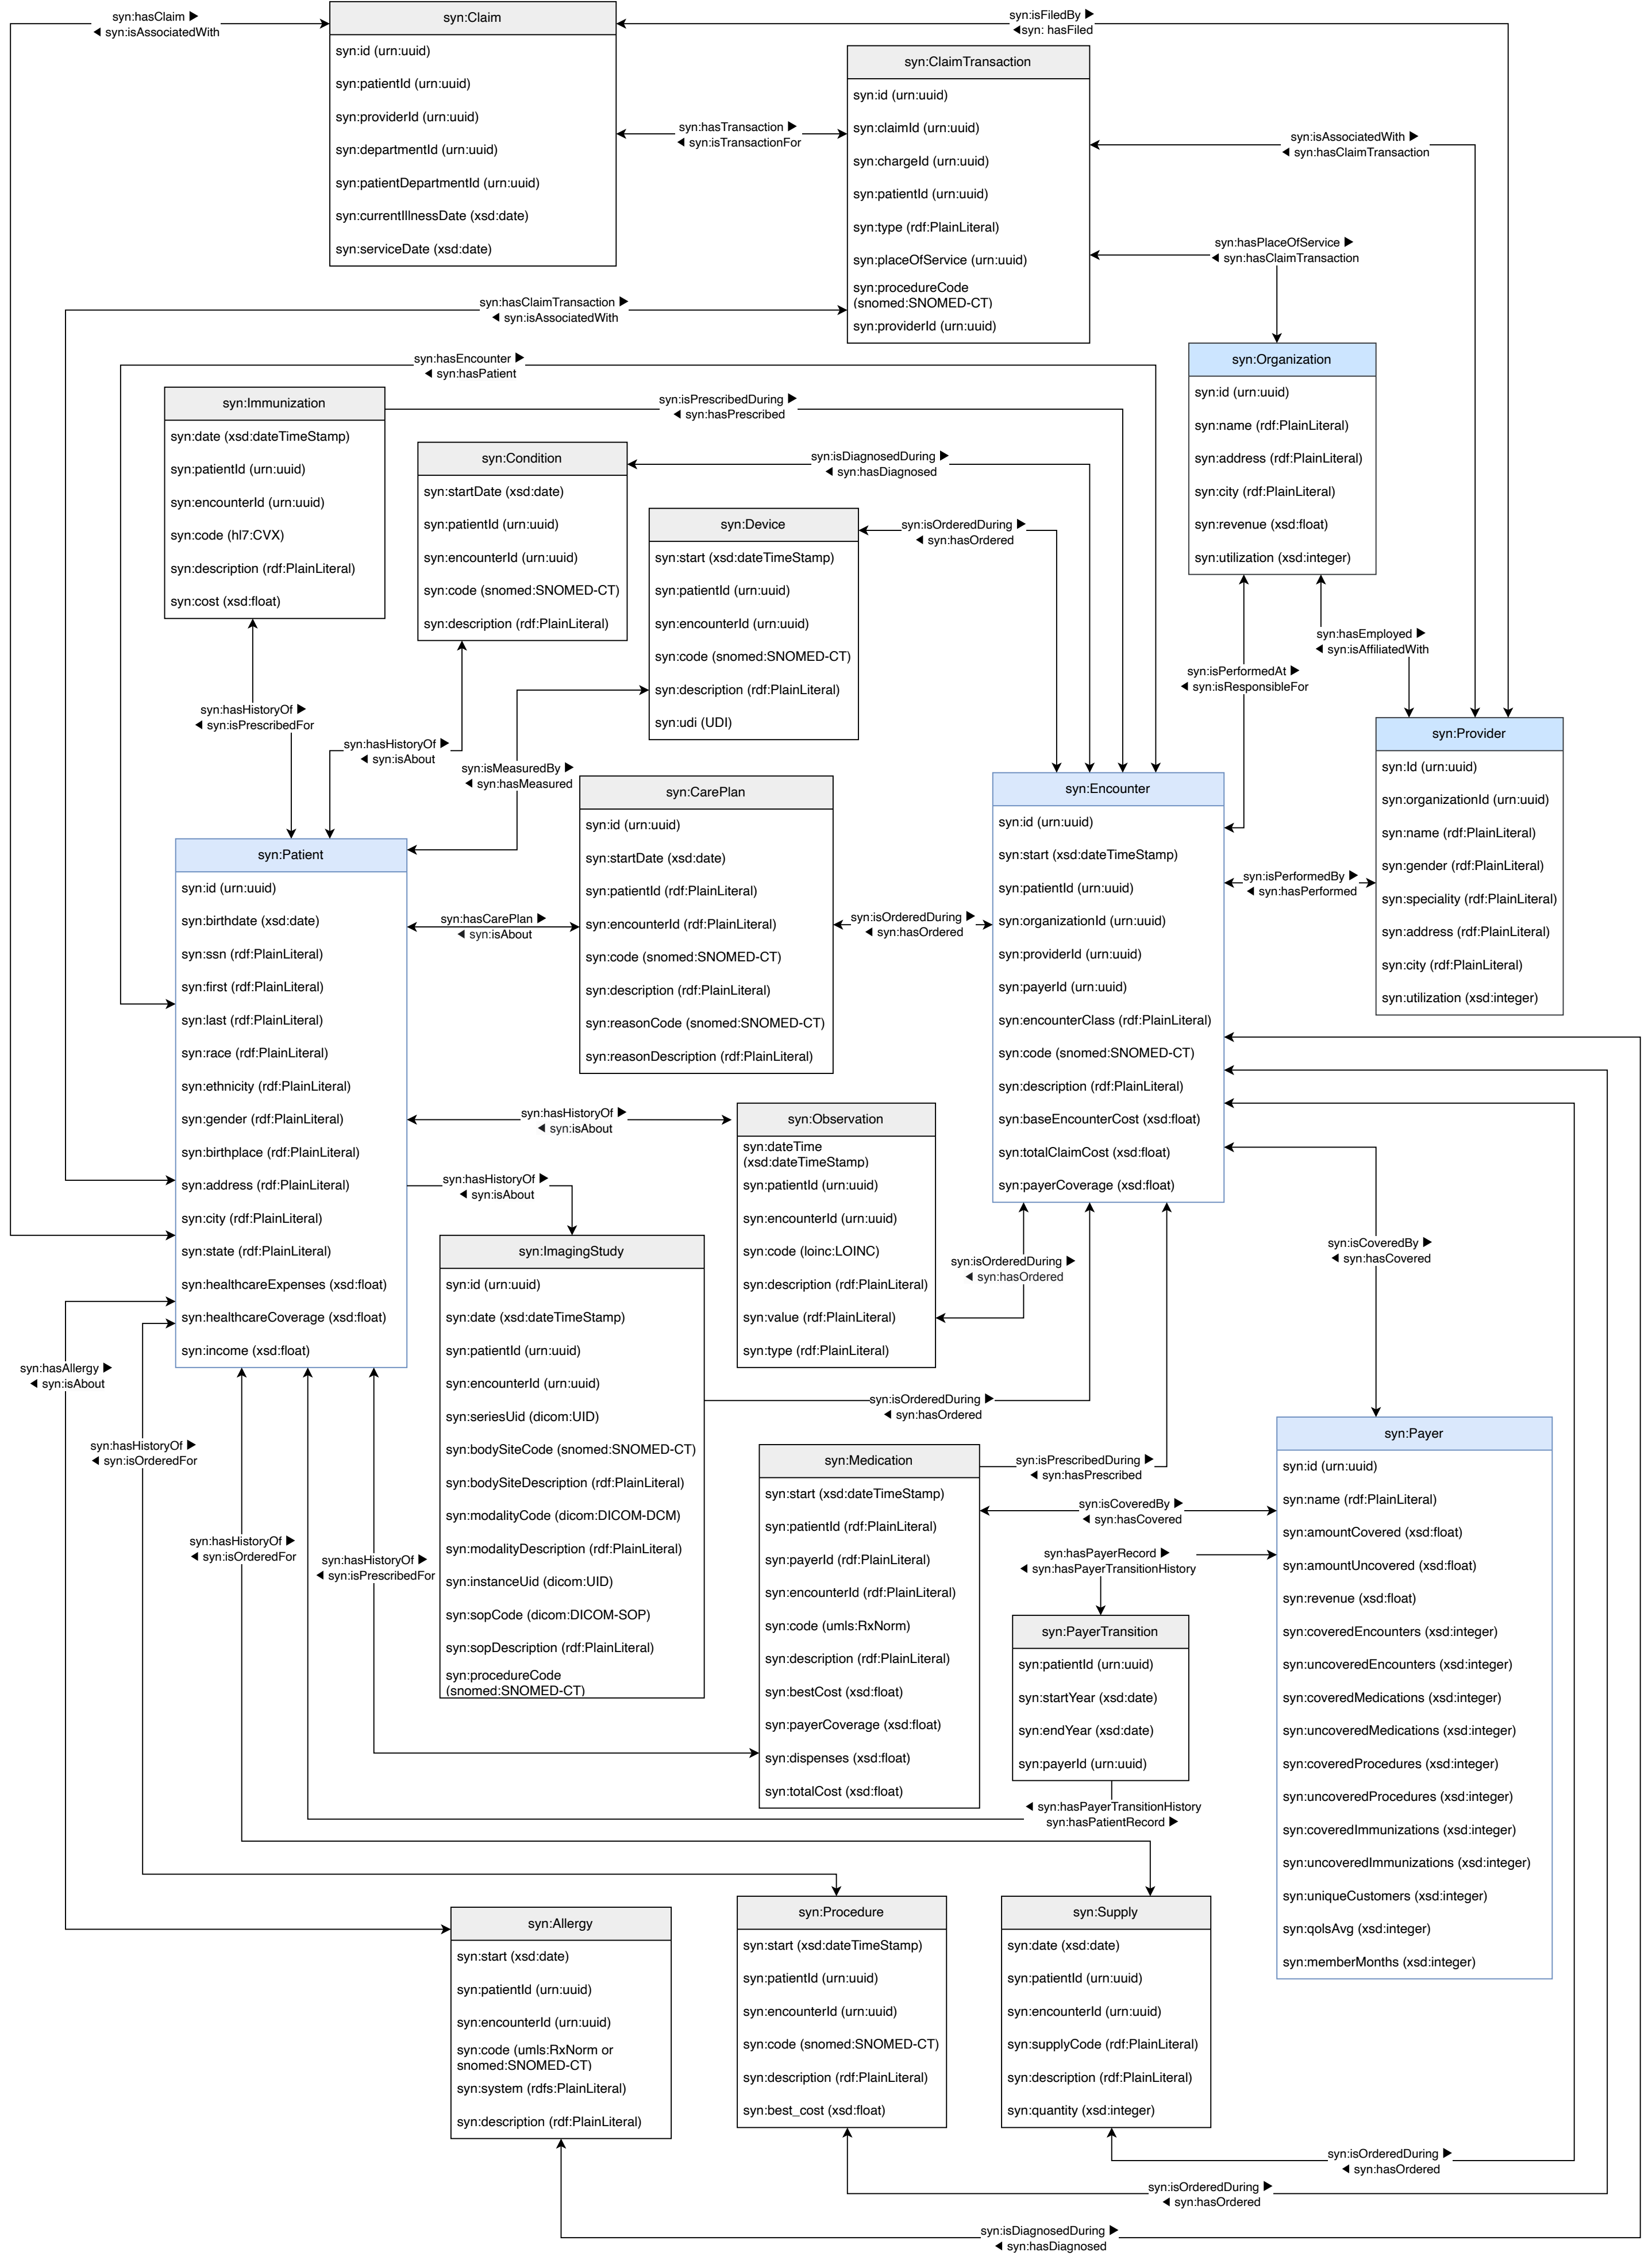 syn:hasClaim ▶
◀ syn:isAssociatedWith
syn:Claim
syn:id (urn:uuid)
syn:patientId (urn:uuid)
syn:providerId (urn:uuid)
syn:departmentId (urn:uuid)
syn:patientDepartmentId (urn:uuid)
syn:currentIllnessDate (xsd:date)
syn:serviceDate (xsd:date)
syn:isFiledBy ▶
◀syn: hasFiled
syn:hasTransaction ▶
◀ syn:isTransactionFor
syn:ClaimTransaction
syn:id (urn:uuid)
syn:claimId (urn:uuid)
syn:chargeId (urn:uuid)
syn:patientId (urn:uuid)
syn:type (rdf:PlainLiteral)
syn:placeOfService (urn:uuid)
syn:procedureCode
(snomed:SNOMED-CT)
syn:providerId (urn:uuid)
syn:isAssociatedWith ▶
◀ syn:hasClaimTransaction
syn:hasPlaceOfService ▶
◀ syn:hasClaimTransaction
syn:hasClaimTransaction ▶
◀ syn:isAssociatedWith
syn:hasEncounter ▶
◀ syn:hasPatient
syn:Organization
syn:id (urn:uuid)
syn:name (rdf:PlainLiteral)
syn:address (rdf:PlainLiteral)
syn:city (rdf:PlainLiteral)
syn:revenue (xsd:float)
syn:utilization (xsd:integer)
syn:Immunization
syn:date (xsd:dateTimeStamp)
syn:patientId (urn:uuid)
syn:encounterId (urn:uuid)
syn:code (hl7:CVX)
syn:description (rdf:PlainLiteral)
syn:cost (xsd:float)
syn:isPrescribedDuring ▶
◀ syn:hasPrescribed
syn:Condition
syn:startDate (xsd:date)
syn:patientId (urn:uuid)
syn:encounterId (urn:uuid)
syn:code (snomed:SNOMED-CT)
syn:description (rdf:PlainLiteral)
syn:isDiagnosedDuring ▶
◀ syn:hasDiagnosed
syn:Device
syn:start (xsd:dateTimeStamp)
syn:patientId (urn:uuid)
syn:encounterId (urn:uuid)
syn:code (snomed:SNOMED-CT)
syn:description (rdf:PlainLiteral)
syn:udi (UDI)
syn:isOrderedDuring ▶
◀ syn:hasOrdered
syn:hasEmployed ▶
◀ syn:isAffiliatedWith
syn:isPerformedAt ▶
◀ syn:isResponsibleFor
syn:hasHistoryOf ▶
◀ syn:isPrescribedFor
syn:hasHistoryOf ▶
◀ syn:isAbout
syn:isMeasuredBy ▶
◀ syn:hasMeasured
syn:Provider
syn:Id (urn:uuid)
syn:organizationId (urn:uuid)
syn:name (rdf:PlainLiteral)
syn:gender (rdf:PlainLiteral)
syn:speciality (rdf:PlainLiteral)
syn:address (rdf:PlainLiteral)
syn:city (rdf:PlainLiteral)
syn:utilization (xsd:integer)
syn:CarePlan
syn:id (urn:uuid)
syn:startDate (xsd:date)
syn:patientId (rdf:PlainLiteral)
syn:encounterId (rdf:PlainLiteral)
syn:code (snomed:SNOMED-CT)
syn:description (rdf:PlainLiteral)
syn:reasonCode (snomed:SNOMED-CT)
syn:reasonDescription (rdf:PlainLiteral)
syn:Encounter
syn:id (urn:uuid)
syn:start (xsd:dateTimeStamp)
syn:patientId (urn:uuid)
syn:organizationId (urn:uuid)
syn:providerId (urn:uuid)
syn:payerId (urn:uuid)
syn:encounterClass (rdf:PlainLiteral)
syn:code (snomed:SNOMED-CT)
syn:description (rdf:PlainLiteral)
syn:baseEncounterCost (xsd:float)
syn:totalClaimCost (xsd:float)
syn:payerCoverage (xsd:float)
syn:isPerformedBy ▶
◀ syn:hasPerformed
syn:Patient
syn:id (urn:uuid)
syn:birthdate (xsd:date)
syn:ssn (rdf:PlainLiteral)
syn:first (rdf:PlainLiteral)
syn:last (rdf:PlainLiteral)
syn:race (rdf:PlainLiteral)
syn:ethnicity (rdf:PlainLiteral)
syn:gender (rdf:PlainLiteral)
syn:birthplace (rdf:PlainLiteral)
syn:address (rdf:PlainLiteral)
syn:city (rdf:PlainLiteral)
syn:state (rdf:PlainLiteral)
syn:healthcareExpenses (xsd:float)
syn:healthcareCoverage (xsd:float)
syn:income (xsd:float)
syn:hasCarePlan ▶
◀ syn:isAbout
syn:isOrderedDuring ▶
◀ syn:hasOrdered
syn:hasHistoryOf ▶
◀ syn:isAbout
syn:Observation
syn:dateTime
(xsd:dateTimeStamp)
syn:patientId (urn:uuid)
syn:encounterId (urn:uuid)
syn:code (loinc:LOINC)
syn:description (rdf:PlainLiteral)
syn:value (rdf:PlainLiteral)
syn:type (rdf:PlainLiteral)
syn:hasHistoryOf ▶
◀ syn:isAbout
syn:isOrderedDuring ▶
◀ syn:hasOrdered
syn:isCoveredBy ▶
◀ syn:hasCovered
syn:ImagingStudy
syn:id (urn:uuid)
syn:date (xsd:dateTimeStamp)
syn:patientId (urn:uuid)
syn:encounterId (urn:uuid)
syn:seriesUid (dicom:UID)
syn:bodySiteCode (snomed:SNOMED-CT)
syn:bodySiteDescription (rdf:PlainLiteral)
syn:modalityCode (dicom:DICOM-DCM)
syn:modalityDescription (rdf:PlainLiteral)
syn:instanceUid (dicom:UID)
syn:sopCode (dicom:DICOM-SOP)
syn:sopDescription (rdf:PlainLiteral)
syn:procedureCode
(snomed:SNOMED-CT)
syn:isOrderedDuring ▶
◀ syn:hasOrdered
syn:hasAllergy ▶
◀ syn:isAbout
syn:hasHistoryOf ▶
◀ syn:isOrderedFor
syn:hasHistoryOf ▶
◀ syn:isOrderedFor
syn:hasHistoryOf ▶
◀ syn:isPrescribedFor
syn:Medication
syn:start (xsd:dateTimeStamp)
syn:patientId (rdf:PlainLiteral)
syn:payerId (rdf:PlainLiteral)
syn:encounterId (rdf:PlainLiteral)
syn:code (umls:RxNorm)
syn:description (rdf:PlainLiteral)
syn:bestCost (xsd:float)
syn:payerCoverage (xsd:float)
syn:dispenses (xsd:float)
syn:totalCost (xsd:float)
syn:isPrescribedDuring ▶
◀ syn:hasPrescribed
syn:isCoveredBy ▶
◀ syn:hasCovered
syn:hasPayerRecord ▶
◀ syn:hasPayerTransitionHistory
syn:PayerTransition
syn:patientId (urn:uuid)
syn:startYear (xsd:date)
syn:endYear (xsd:date)
syn:payerId (urn:uuid)
◀ syn:hasPayerTransitionHistory
syn:hasPatientRecord ▶
syn:Payer
syn:id (urn:uuid)
syn:name (rdf:PlainLiteral)
syn:amountCovered (xsd:float)
syn:amountUncovered (xsd:float)
syn:revenue (xsd:float)
syn:coveredEncounters (xsd:integer)
syn:uncoveredEncounters (xsd:integer)
syn:coveredMedications (xsd:integer)
syn:uncoveredMedications (xsd:integer)
syn:coveredProcedures (xsd:integer)
syn:uncoveredProcedures (xsd:integer)
syn:coveredImmunizations (xsd:integer)
syn:uncoveredImmunizations (xsd:integer)
syn:uniqueCustomers (xsd:integer)
syn:qolsAvg (xsd:integer)
syn:memberMonths (xsd:integer)
syn:Allergy
syn:start (xsd:date)
syn:patientId (urn:uuid)
syn:encounterId (urn:uuid)
syn:code (umls:RxNorm or
snomed:SNOMED-CT)
syn:system (rdfs:PlainLiteral)
syn:description (rdf:PlainLiteral)
syn:Procedure
syn:start (xsd:dateTimeStamp)
syn:patientId (urn:uuid)
syn:encounterId (urn:uuid)
syn:code (snomed:SNOMED-CT)
syn:description (rdf:PlainLiteral)
syn:best_cost (xsd:float)
syn:Supply
syn:date (xsd:date)
syn:patientId (urn:uuid)
syn:encounterId (urn:uuid)
syn:supplyCode (rdf:PlainLiteral)
syn:description (rdf:PlainLiteral)
syn:quantity (xsd:integer)
syn:isOrderedDuring ▶
◀ syn:hasOrdered
syn:isOrderedDuring ▶
◀ syn:hasOrdered
syn:isDiagnosedDuring ▶
◀ syn:hasDiagnosed